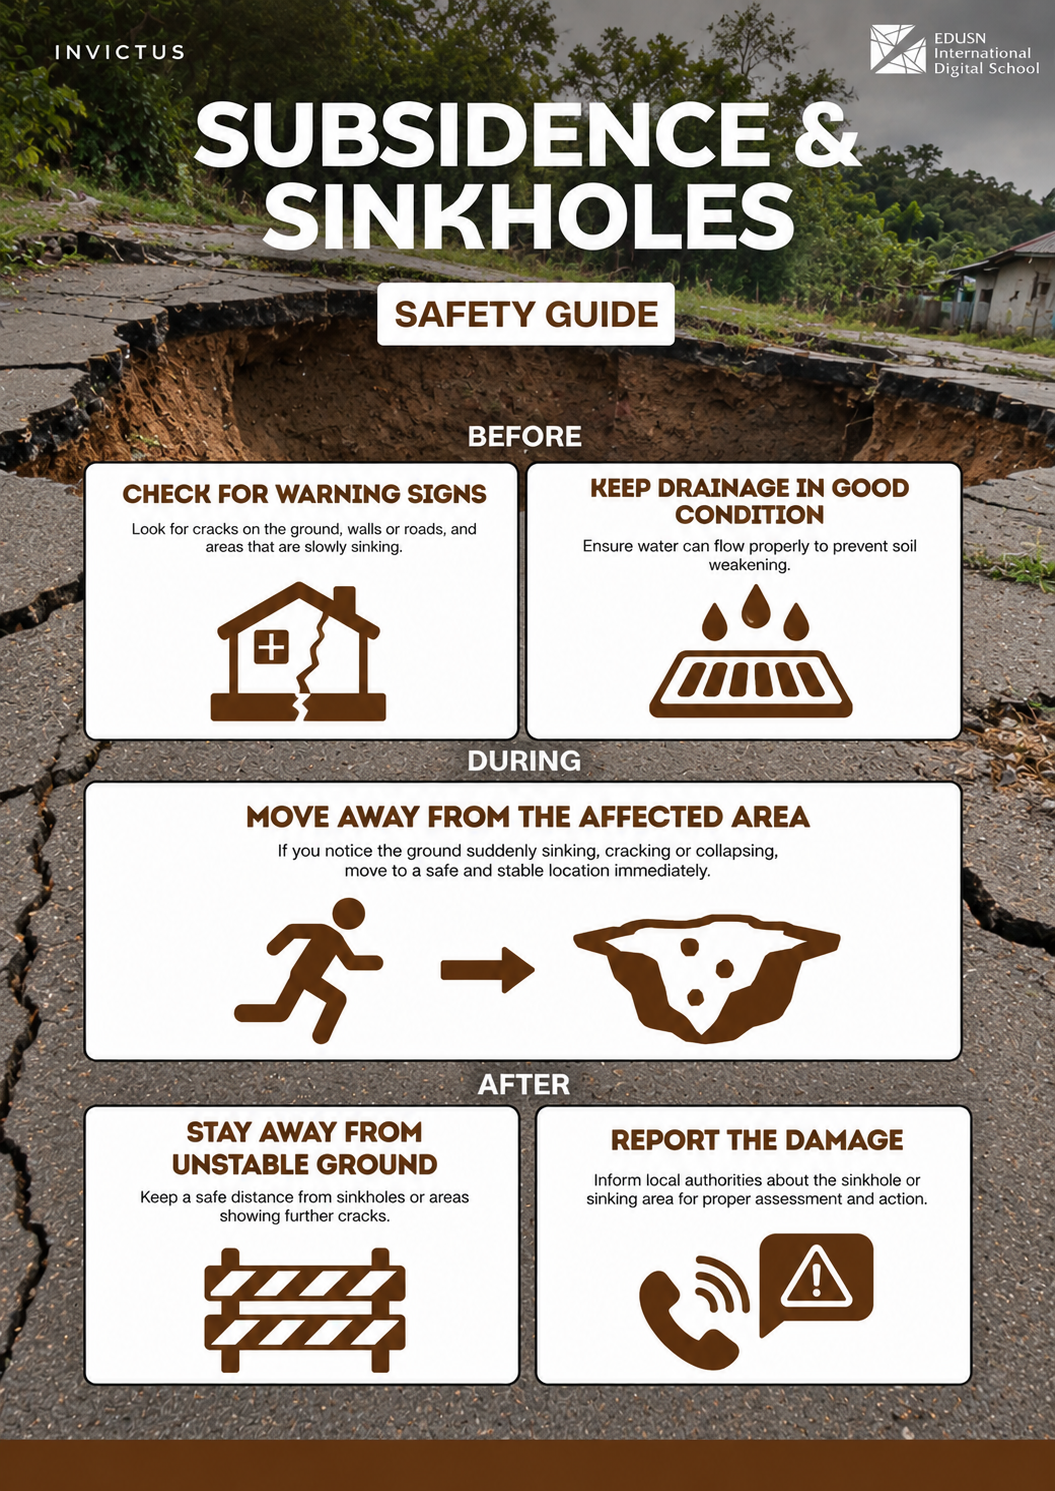 INVICTUS
EDUSN
International
Digital School
SUBSIDENCE &
SINKHOLES
SAFETY GUIDE
BEFORE
CHECK FOR WARNING SIGNS
Look for cracks on the ground, walls or roads, and
areas that are slowly sinking.
KEEP DRAINAGE IN GOOD
CONDITION
Ensure water can flow properly to prevent soil
weakening.
DURING
MOVE AWAY FROM THE AFFECTED AREA
If you notice the ground suddenly sinking, cracking or collapsing,
move to a safe and stable location immediately.
AFTER
STAY AWAY FROM
UNSTABLE GROUND
Keep a safe distance from sinkholes or areas
showing further cracks.
REPORT THE DAMAGE
Inform local authorities about the sinkhole or
sinking area for proper assessment and action.